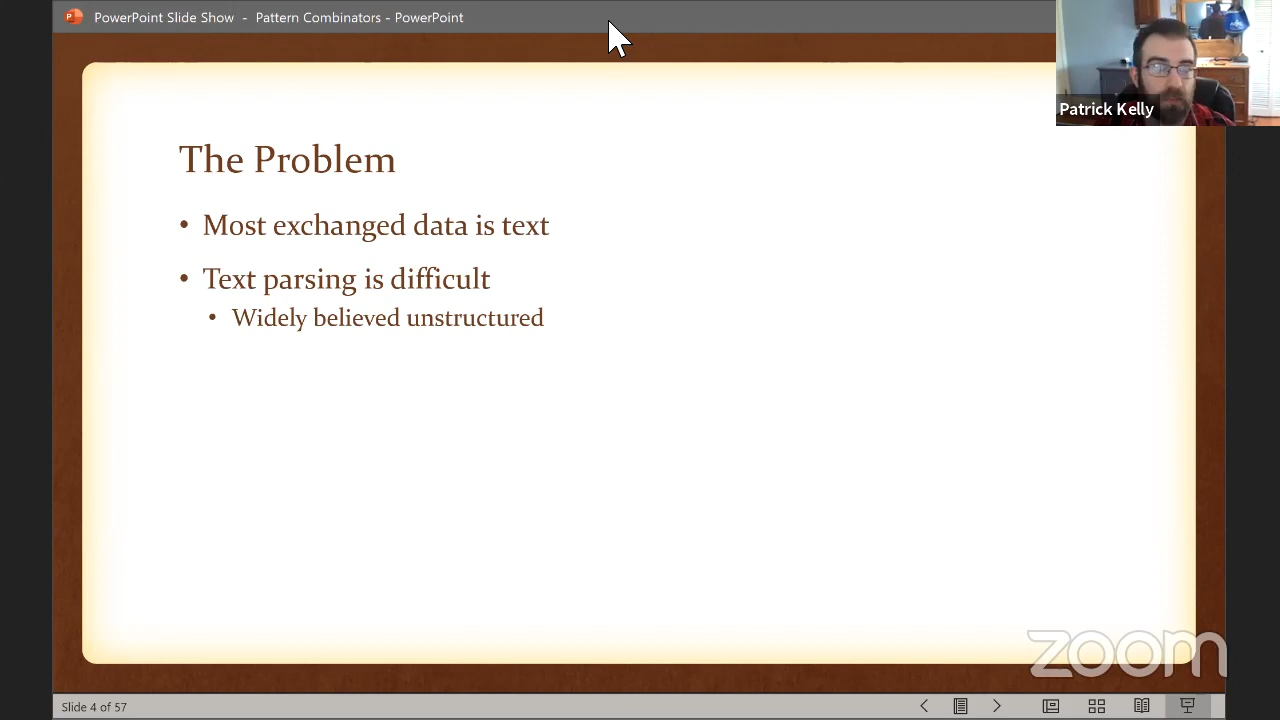 PowerPoint Slide Show - Pattern Combinators - PowerPoint
Patrick Kelly
The Problem
• Most exchanged data is text
• Text parsing is difficult
• Widely believed unstructured
zoom
Slide 4 of 57